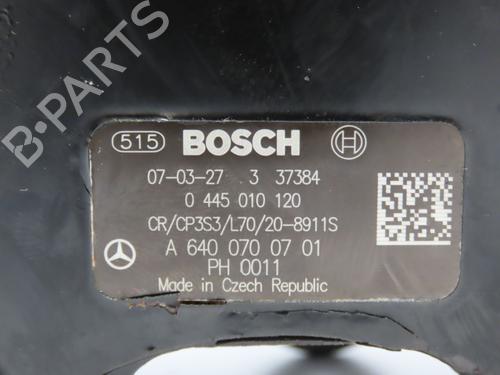 B-PARTS
515 BOSCH
07-03-27 3 37384
0 445 010 120
CR/CP3S3/L70/20-8911S
A 640 070 07 01
PH 0011
Made in Czech Republic